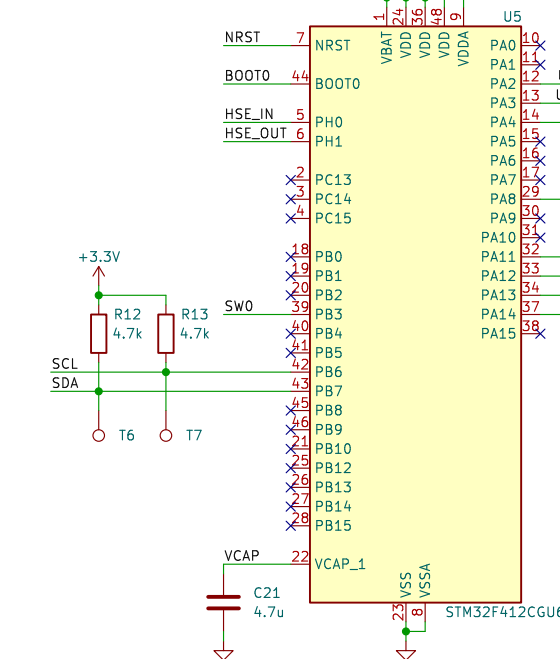 U5
1 24 36 48 9
VBAT VDD VDD VDD VDDA
NRST 7 NRST PA0 10
PA1 11
BOOT0 44 BOOT0 PA2 12
PA3 13
HSE_IN 5 PH0 PA4 14
HSE_OUT 6 PH1 PA5 15
PA6 16
2 PC13 PA7 17
3 PC14 PA8 29
4 PC15 PA9 30
PA10 31
18 PB0 PA11 32
19 PB1 PA12 33
20 PB2 PA13 34
SWO 39 PB3 PA14 37
40 PB4 PA15 38
41 PB5
+3.3V
R12 R13
4.7k 4.7k
SCL 42 PB6
SDA 43 PB7
45 PB8
46 PB9
T6 T7
21 PB10
25 PB12
26 PB13
27 PB14
28 PB15
VCAP 22 VCAP_1
VSS VSSA
23 8
C21
4.7u
STM32F412CGU6